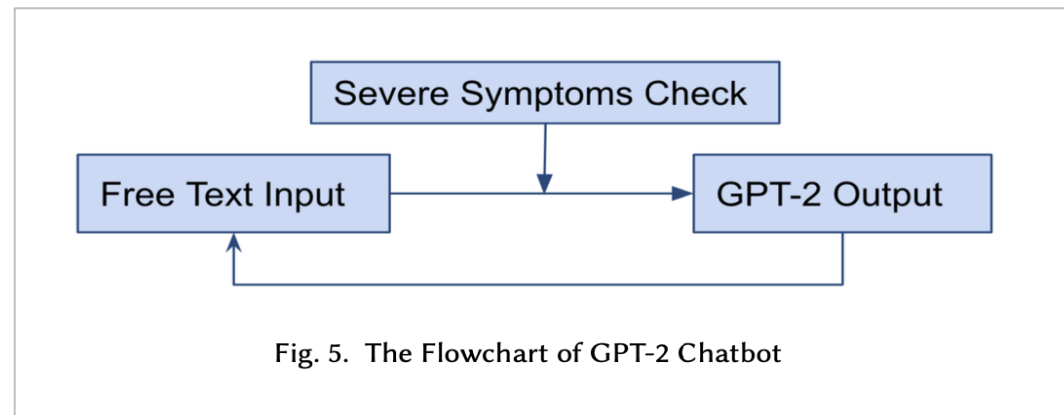 Severe Symptoms Check
Free Text Input
GPT-2 Output
Fig. 5. The Flowchart of GPT-2 Chatbot